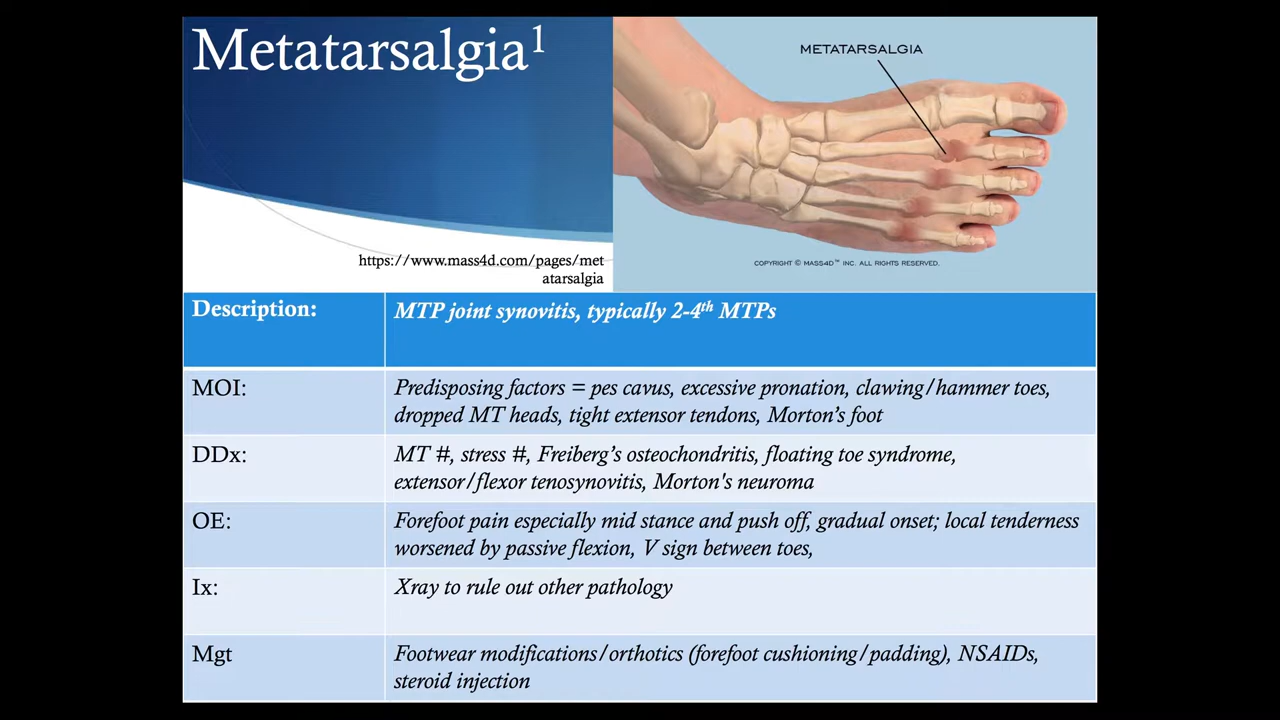 Metatarsalgia¹
METATARSALGIA
https://www.mass4d.com/pages/met
atarsalgia
COPYRIGHT © MASS4D™ INC. ALL RIGHTS RESERVED.
Description:
MTP joint synovitis, typically 2-4ᵗʰ MTPs
MOI:
Predisposing factors = pes cavus, excessive pronation, clawing/hammer toes,
dropped MT heads, tight extensor tendons, Morton’s foot
DDx:
MT #, stress #, Freiberg’s osteochondritis, floating toe syndrome,
extensor/flexor tenosynovitis, Morton's neuroma
OE:
Forefoot pain especially mid stance and push off, gradual onset; local tenderness
worsened by passive flexion, V sign between toes,
Ix:
Xray to rule out other pathology
Mgt
Footwear modifications/orthotics (forefoot cushioning/padding), NSAIDs,
steroid injection